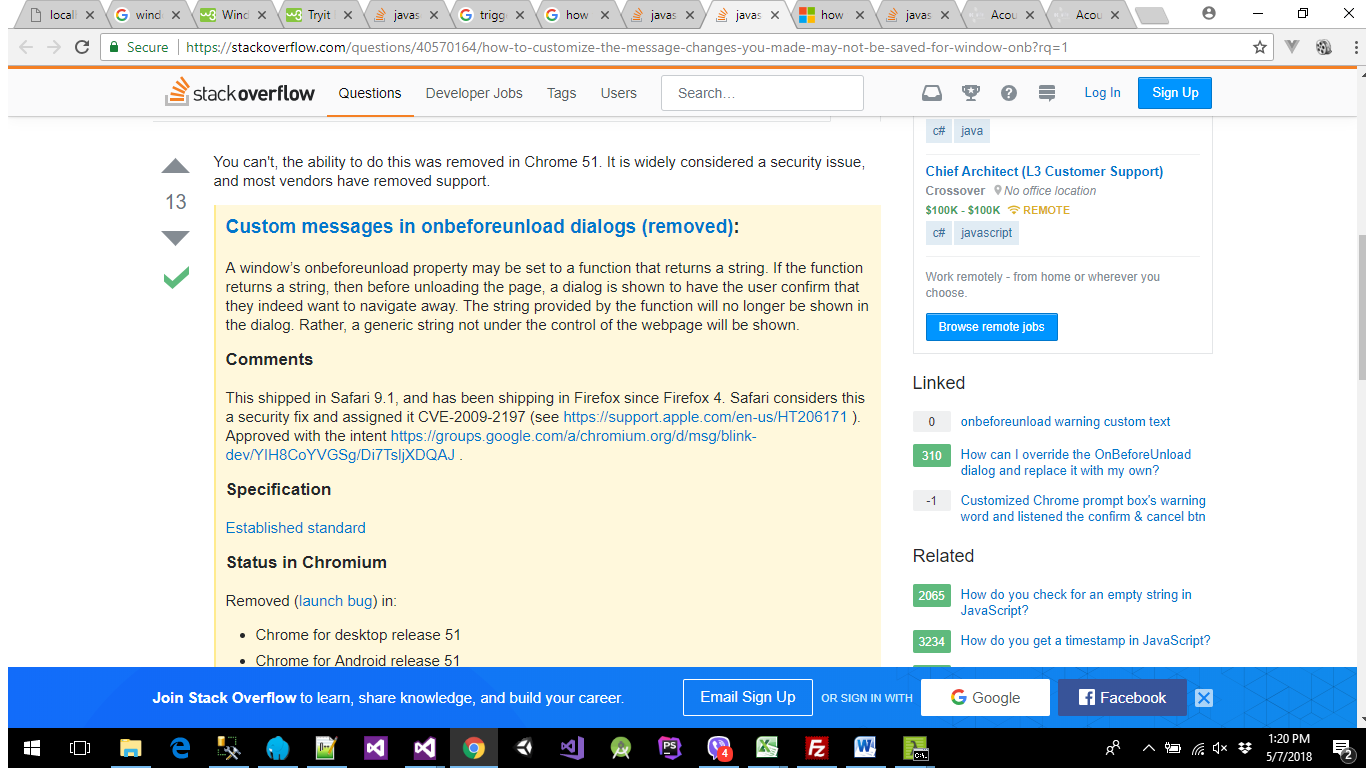 locall
wind
Wind
Tryit
javas
trigge
how
javas
javas
how
javas
Acou
Acou
Secure
https://stackoverflow.com/questions/40570164/how-to-customize-the-message-changes-you-made-may-not-be-saved-for-window-onb?rq=1
stackoverflow
Questions
Developer Jobs
Tags
Users
Search...
Log In
Sign Up
You can't, the ability to do this was removed in Chrome 51. It is widely considered a security issue,
and most vendors have removed support.
13
Custom messages in onbeforeunload dialogs (removed):
A window's onbeforeunload property may be set to a function that returns a string. If the function
returns a string, then before unloading the page, a dialog is shown to have the user confirm that
they indeed want to navigate away. The string provided by the function will no longer be shown in
the dialog. Rather, a generic string not under the control of the webpage will be shown.
Comments
This shipped in Safari 9.1, and has been shipping in Firefox since Firefox 4. Safari considers this
a security fix and assigned it CVE-2009-2197 (see https://support.apple.com/en-us/HT206171 ).
Approved with the intent https://groups.google.com/a/chromium.org/d/msg/blink-
dev/YIH8CoYVGSg/Di7TsljXDQAJ .
Specification
Established standard
Status in Chromium
Removed (launch bug) in:
• Chrome for desktop release 51
• Chrome for Android release 51
c# java
Chief Architect (L3 Customer Support)
Crossover No office location
$100K - $100K REMOTE
c# javascript
Work remotely - from home or wherever you
choose.
Browse remote jobs
Linked
0 onbeforeunload warning custom text
310 How can I override the OnBeforeUnload
dialog and replace it with my own?
-1 Customized Chrome prompt box's warning
word and listened the confirm & cancel btn
Related
2065 How do you check for an empty string in
JavaScript?
3234 How do you get a timestamp in JavaScript?
Join Stack Overflow to learn, share knowledge, and build your career.
Email Sign Up
OR SIGN IN WITH
Google
Facebook
PS
4
Fz
1:20 PM
5/7/2018
2